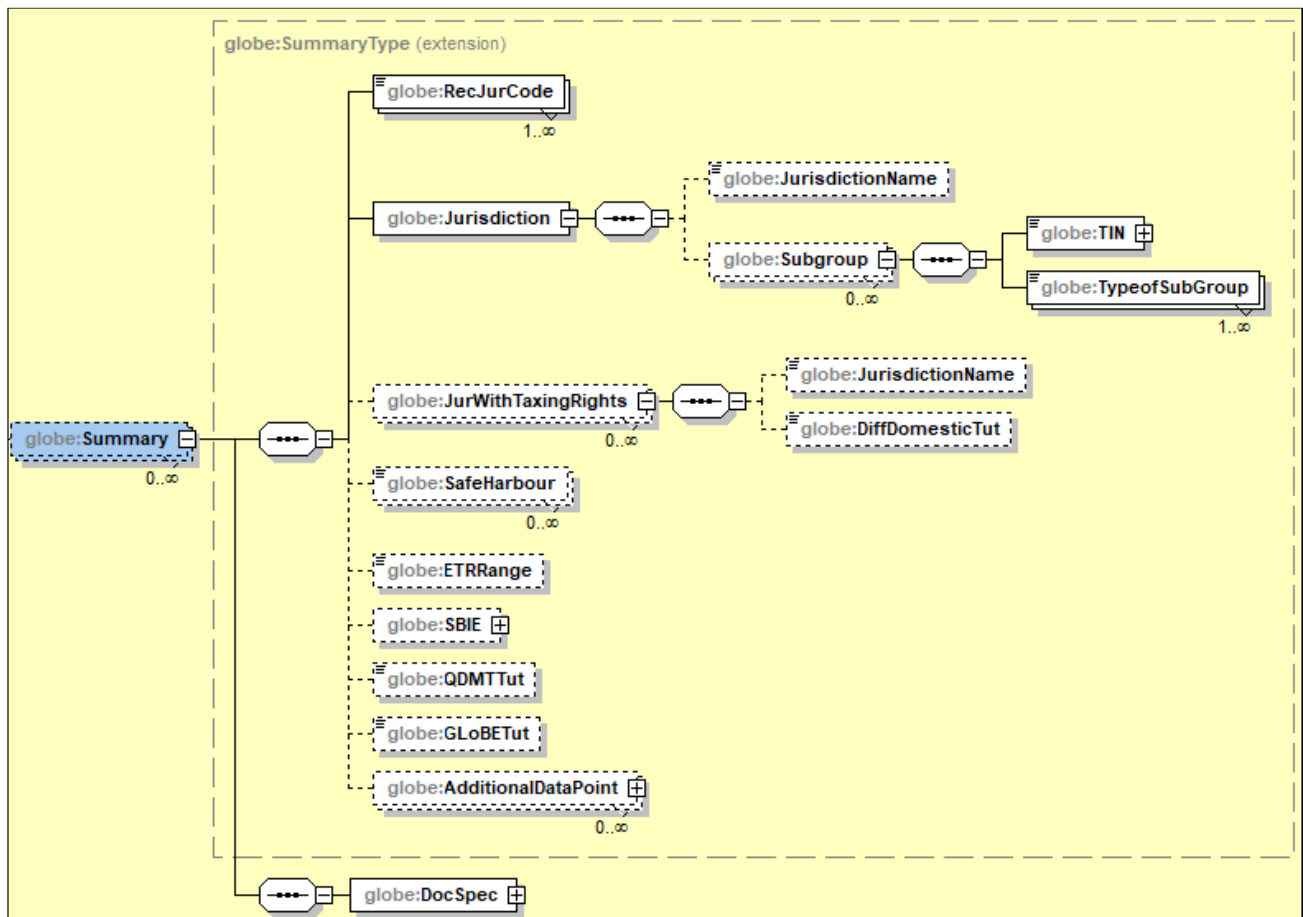 globe:SummaryType (extension)
globe:RecJurCode
1..∞
globe:JurisdictionName
globe:Jurisdiction
globe:TIN
globe:Subgroup
0..∞
globe:TypeofSubGroup
1..∞
globe:JurisdictionName
globe:JurWithTaxingRights
0..∞
globe:DiffDomesticTut
globe:Summary
0..∞
globe:SafeHarbour
0..∞
globe:ETRRange
globe:SBIE
globe:QDMTTut
globe:GLoBETut
globe:AdditionalDataPoint
0..∞
globe:DocSpec